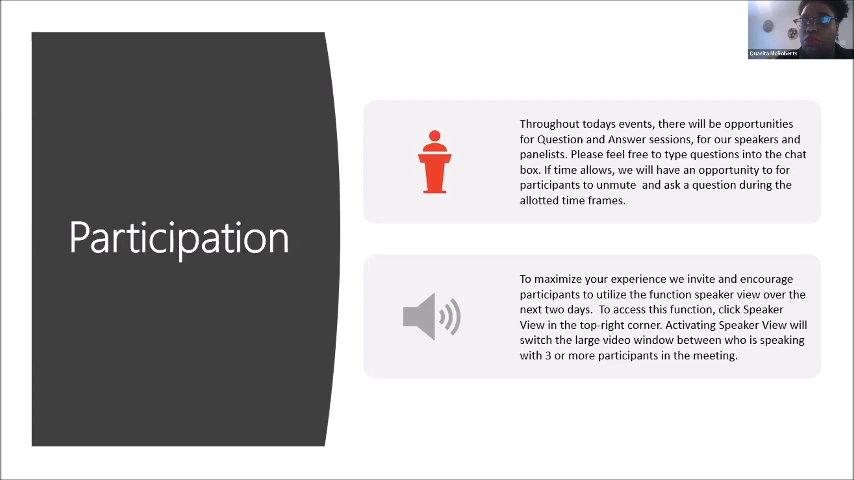 Quanita McRoberts
Participation
Throughout todays events, there will be opportunities
for Question and Answer sessions, for our speakers and
panelists. Please feel free to type questions into the chat
box. If time allows, we will have an opportunity to for
participants to unmute  and ask a question during the
allotted time frames.
To maximize your experience we invite and encourage
participants to utilize the function speaker view over the
next two days.  To access this function, click Speaker
View in the top-right corner. Activating Speaker View will
switch the large video window between who is speaking
with 3 or more participants in the meeting.